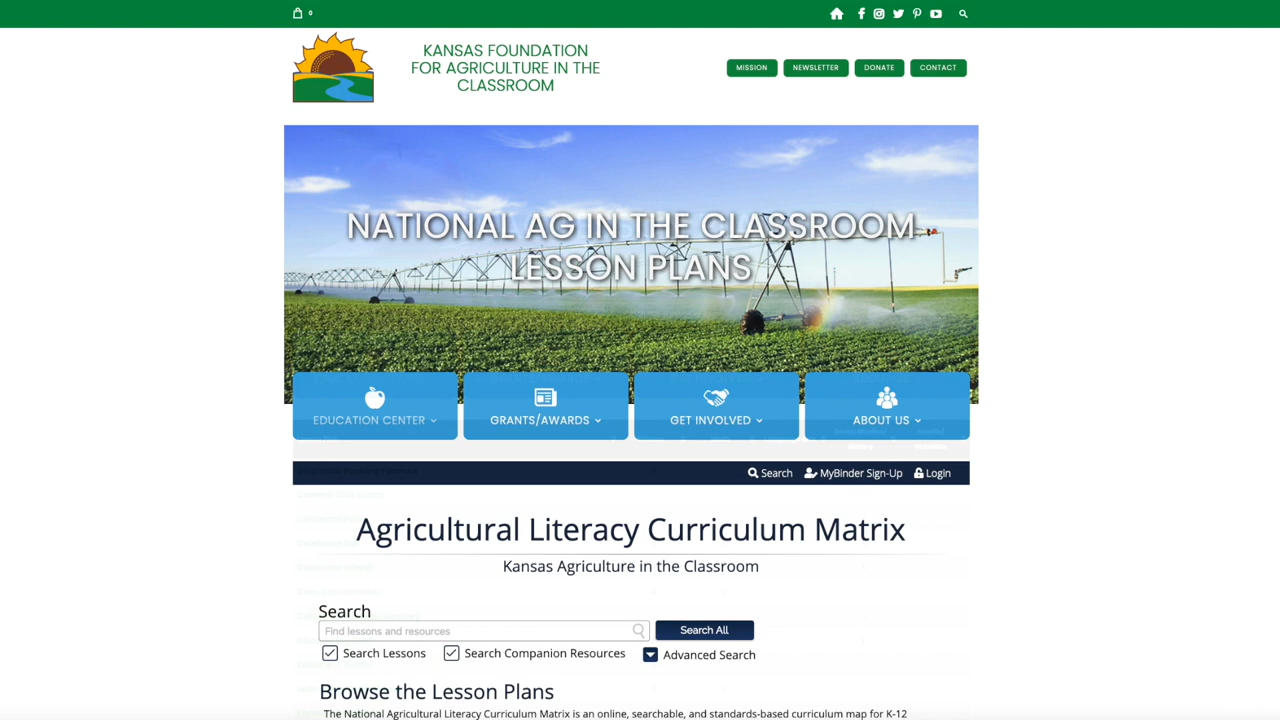 0
KANSAS FOUNDATION
FOR AGRICULTURE IN THE
CLASSROOM
MISSION
NEWSLETTER
DONATE
CONTACT
NATIONAL AG IN THE CLASSROOM
LESSON PLANS
EDUCATION CENTER
GRANTS/AWARDS
GET INVOLVED
ABOUT US
Search
MyBinder Sign-Up
Login
Agricultural Literacy Curriculum Matrix
Kansas Agriculture in the Classroom
Search
Find lessons and resources
Search All
Search Lessons
Search Companion Resources
Advanced Search
Browse the Lesson Plans
The National Agricultural Literacy Curriculum Matrix is an online, searchable, and standards-based curriculum map for K-12